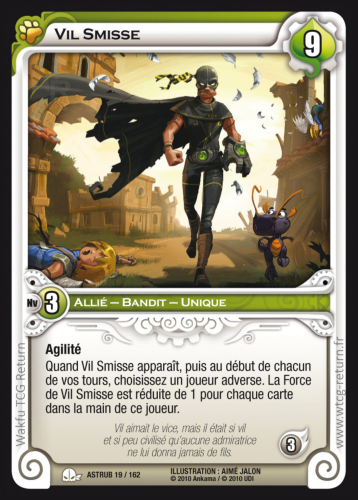 Vil Smisse
9
Nv 3 Allié – Bandit – Unique
Agilité
Quand Vil Smisse apparaît, puis au début de chacun
de vos tours, choisissez un joueur adverse. La Force
de Vil Smisse est réduite de 1 pour chaque carte
dans la main de ce joueur.
Vil aimait le vice, mais il était si vil
et si peu civilisé qu'aucune admiratrice
ne lui donna jamais de fils.
3
ASTRUB 19 / 162
ILLUSTRATION : AIMÉ JALON
© 2010 Ankama / © 2010 UDI
Wakfu TCG Return
www.wtcg-return.fr